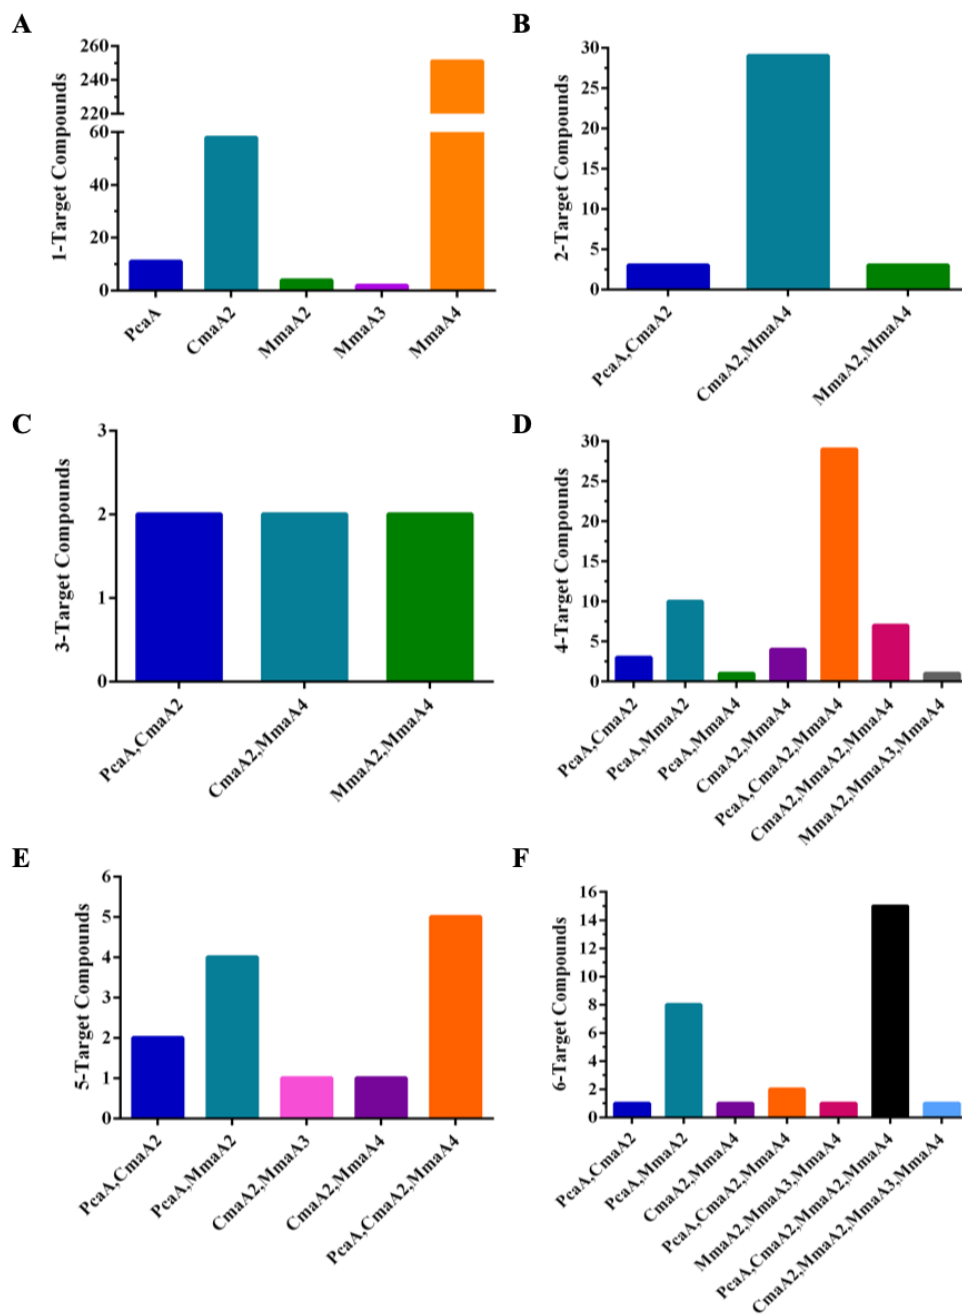 A
1-Target Compounds
260
240
220
60
40
20
0
PcaA
CmaA2
MmaA2
MmaA3
MmaA4
B
2-Target Compounds
30
25
20
15
10
5
0
PcaA,CmaA2
CmaA2,MmaA4
MmaA2,MmaA4
C
3-Target Compounds
3
2
1
0
PcaA,CmaA2
CmaA2,MmaA4
MmaA2,MmaA4
D
4-Target Compounds
30
25
20
15
10
5
0
PcaA,CmaA2
PcaA,MmaA2
PcaA,MmaA4
CmaA2,MmaA4
PcaA,CmaA2,MmaA4
CmaA2,MmaA2,MmaA4
MmaA2,MmaA3,MmaA4
E
5-Target Compounds
6
5
4
3
2
1
0
PcaA,CmaA2
PcaA,MmaA2
CmaA2,MmaA3
CmaA2,MmaA4
PcaA,CmaA2,MmaA4
F
6-Target Compounds
16
14
12
10
8
6
4
2
0
PcaA,CmaA2
PcaA,MmaA2
CmaA2,MmaA4
PcaA,CmaA2,MmaA4
MmaA2,MmaA3,MmaA4
PcaA,CmaA2,MmaA2,MmaA4
CmaA2,MmaA2,MmaA3,MmaA4